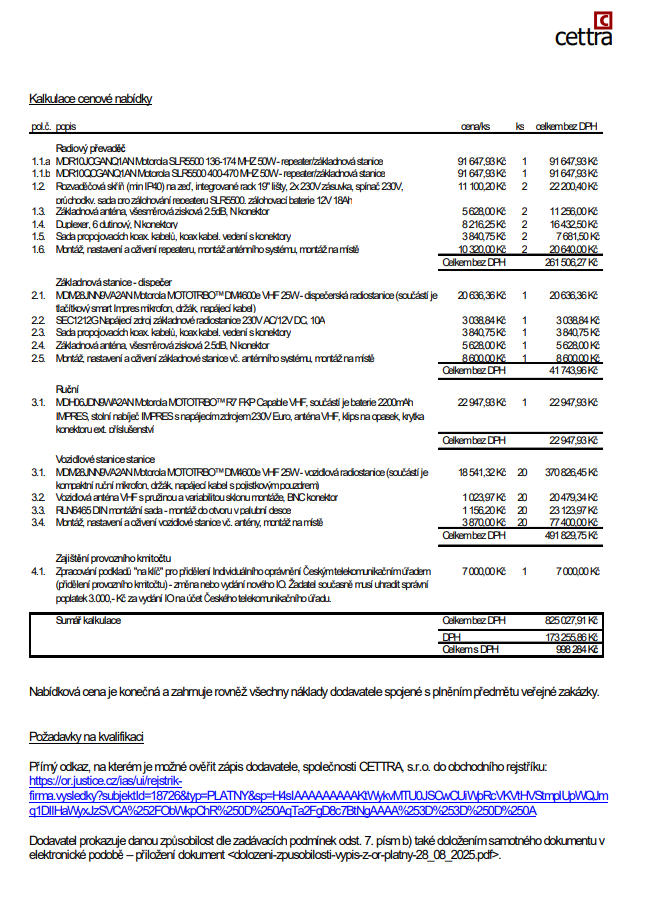 cettra
Kalkulace cenové nabídky
pol.č. popis cena/ks ks celkem bez DPH
Radiový převaděč
1.1.a MDR10JCGANQ1AN Motorola SLR5500 136-174 MHZ 50W - repeater/základnová stanice 91 647,93 Kč 1 91 647,93 Kč
1.1.b MDR10QCGANQ1AN Motorola SLR5500 400-470 MHZ 50W - repeater/základnová stanice 91 647,93 Kč 1 91 647,93 Kč
1.2. Rozvaděčová skříň (min IP40) na zeď, integrované rack 19" lišty, 2x 230V zásuvka, spínač 230V, 11 100,20 Kč 2 22 200,40 Kč
průchodky. sada pro zálohování repeateru SLR5500. zálohovací baterie 12V 18Ah
1.3. Základnová anténa, všesměrová zisková 2.5dB, N konektor 5 628,00 Kč 2 11 256,00 Kč
1.4. Duplexer, 6 dutinový, N konektory 8 216,25 Kč 2 16 432,50 Kč
1.5. Sada propojovacích koax. kabelů, koax kabel. vedení s konektory 3 840,75 Kč 2 7 681,50 Kč
1.6. Montáž, nastavení a oživení repeateru, montáž anténního systému, montáž na místě 10 320,00 Kč 2 20 640,00 Kč
Celkem bez DPH 261 506,27 Kč
Základnová stanice - dispečer
2.1. MDM28JNN9VA2AN Motorola MOTOTRBO™ DM4600e VHF 25W - dispečerská radiostanice (součástí je 20 636,36 Kč 1 20 636,36 Kč
tlačítkový smart Impres mikrofon, držák, napájecí kabel)
2.2. SEC1212G Napájecí zdroj základnové radiostanice 230V AC/12V DC, 10A 3 038,84 Kč 1 3 038,84 Kč
2.3. Sada propojovacích koax. kabelů, koax kabel. vedení s konektory 3 840,75 Kč 1 3 840,75 Kč
2.4. Základnová anténa, všesměrová zisková 2.5dB, N konektor 5 628,00 Kč 1 5 628,00 Kč
2.5. Montáž, nastavení a oživení základnové stanice vč. anténního systému, montáž na místě 8 600,00 Kč 1 8 600,00 Kč
Celkem bez DPH 41 743,96 Kč
Ruční
3.1. MDH06JDN9WA2AN Motorola MOTOTRBO™ R7 FKP Capable VHF, součástí je baterie 2200mAh 22 947,93 Kč 1 22 947,93 Kč
IMPRES, stolní nabíječ IMPRES s napájecím zdrojem 230V Euro, anténa VHF, klips na opasek, krytka
konektoru ext. příslušenství
Celkem bez DPH 22 947,93 Kč
Vozidlové stanice stanice
3.1. MDM28JNN9VA2AN Motorola MOTOTRBO™ DM4600e VHF 25W - vozidlová radiostanice (součástí je 18 541,32 Kč 20 370 826,45 Kč
kompaktní ruční mikrofon, držák, napájecí kabel s pojistkovým pouzdrem)
3.2. Vozidlová anténa VHF s pružinou a variabilitou sklonu montáže, BNC konektor 1 023,97 Kč 20 20 479,34 Kč
3.3. RLN6465 DIN montážní sada - montáž do otvoru v palubní desce 1 156,20 Kč 20 23 123,97 Kč
3.4. Montáž, nastavení a oživení vozidlové stanice vč. antény, montáž na místě 3 870,00 Kč 20 77 400,00 Kč
Celkem bez DPH 491 829,75 Kč
Zajištění provozního kmitočtu
4.1. Zpracování podkladů "na klíč" pro přidělení Individuálního oprávnění Českým telekomunikačním úřadem 7 000,00 Kč 1 7 000,00 Kč
(přidělení provozního kmitočtu) - změna nebo vydání nového IO. Žadatel současně musí uhradit správní
poplatek 3.000,- Kč za vydání IO na účet Českého telekomunikačního úřadu.
Sumář kalkulace Celkem bez DPH 825 027,91 Kč
DPH 173 255,86 Kč
Celkem s DPH 998 284 Kč
Nabídková cena je konečná a zahrnuje rovněž všechny náklady dodavatele spojené s plněním předmětu veřejné zakázky.
Požadavky na kvalifikaci
Přímý odkaz, na kterém je možné ověřit zápis dodavatele, společnosti CETTRA, s.r.o. do obchodního rejstříku:
https://or.justice.cz/ias/ui/rejstrik-
Dodavatel prokazuje danou způsobilost dle zadávacích podmínek odst. 7. písm b) také doložením samotného dokumentu v
elektronické podobě – přiložení dokument <dolozeni-zpusobilosti-vypis-z-or-platny-28_08_2025.pdf>.